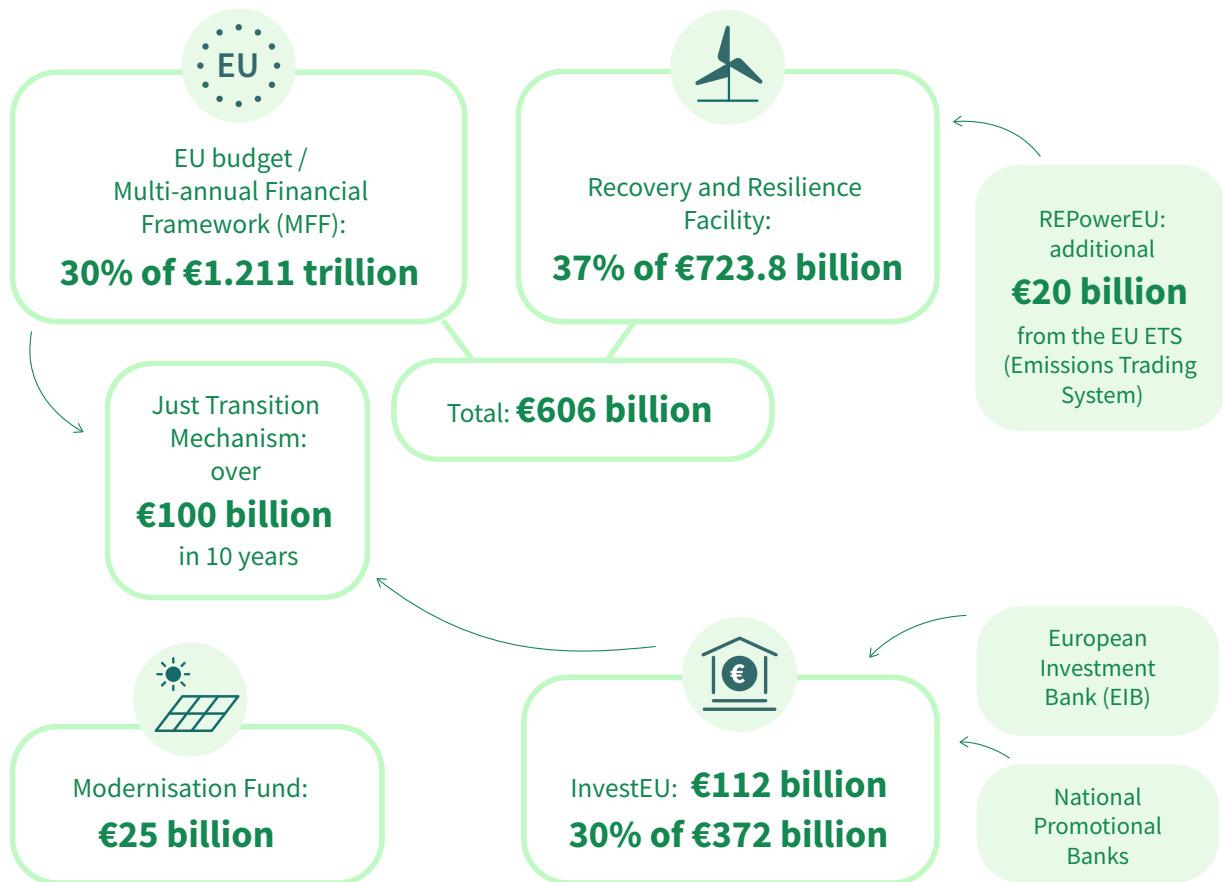 EU
EU budget /
Multi-annual Financial
Framework (MFF):
30% of €1.211 trillion
Recovery and Resilience
Facility:
37% of €723.8 billion
REPowerEU:
additional
€20 billion
from the EU ETS
(Emissions Trading
System)
Total: €606 billion
Just Transition
Mechanism:
over
€100 billion
in 10 years
Modernisation Fund:
€25 billion
€
InvestEU: €112 billion
30% of €372 billion
European
Investment
Bank (EIB)
National
Promotional
Banks